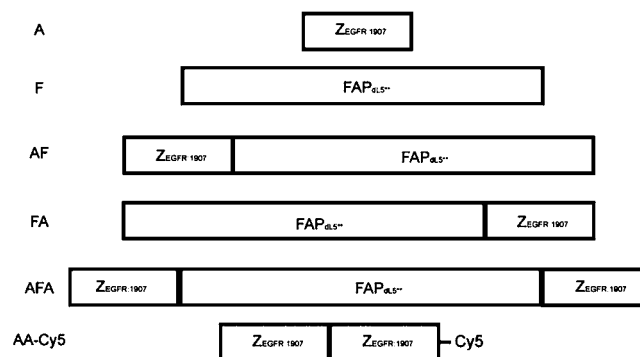 A ZEGFR 1907
F FAPdL5**
AF ZEGFR 1907 FAPdL5**
FA FAPdL5** ZEGFR 1907
AFA ZEGFR:1907 FAPdL5** ZEGFR:1907
AA-Cy5 ZEGFR 1907 ZEGFR:1907 Cy5